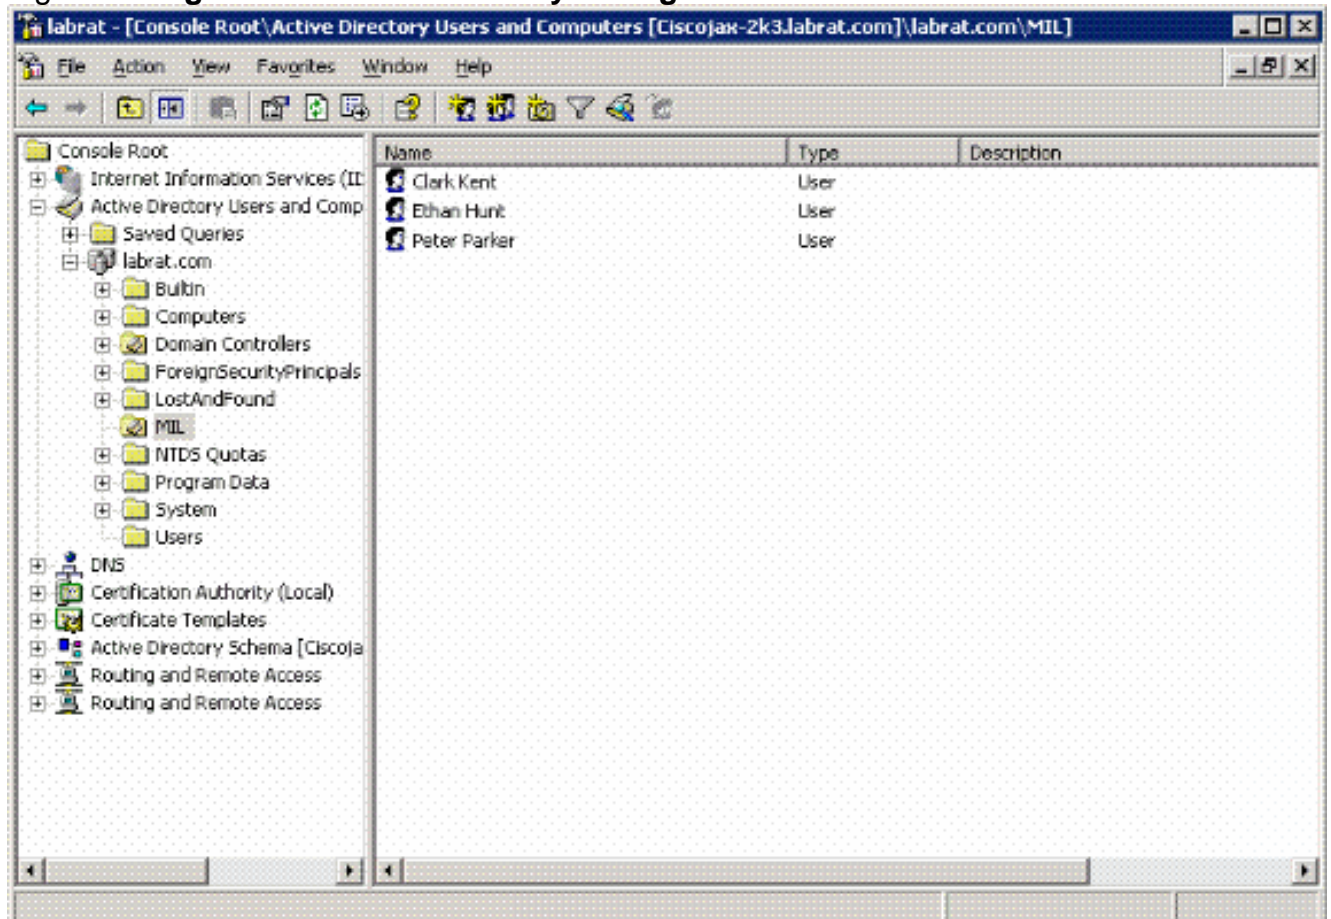 labrat - [Console Root\Active Directory Users and Computers [Ciscojax-2k3.labrat.com]\labrat.com\MIL]
File Action View Favorites Window Help
Console Root
Internet Information Services (II
Active Directory Users and Comp
Saved Queries
labrat.com
Builtin
Computers
Domain Controllers
ForeignSecurityPrincipals
LostAndFound
MIL
NTDS Quotas
Program Data
System
Users
DNS
Certification Authority (Local)
Certificate Templates
Active Directory Schema [Ciscoja
Routing and Remote Access
Routing and Remote Access
Name Type Description
Clark Kent User
Ethan Hunt User
Peter Parker User